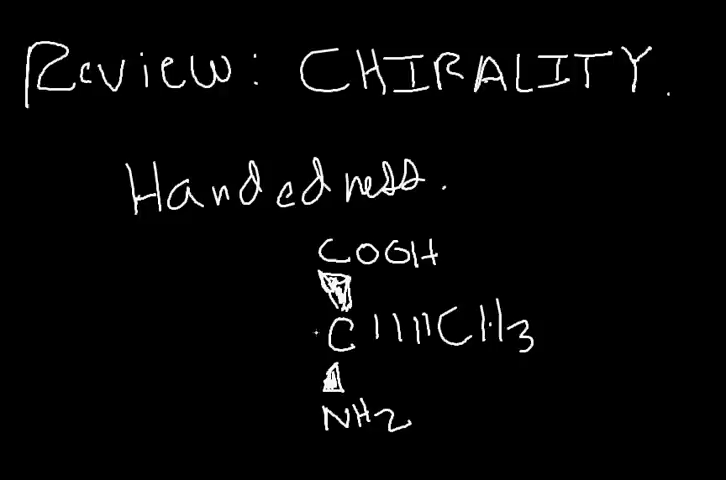 Review: CHIRALITY.
Handedness.
COOH
C CH3
NH2